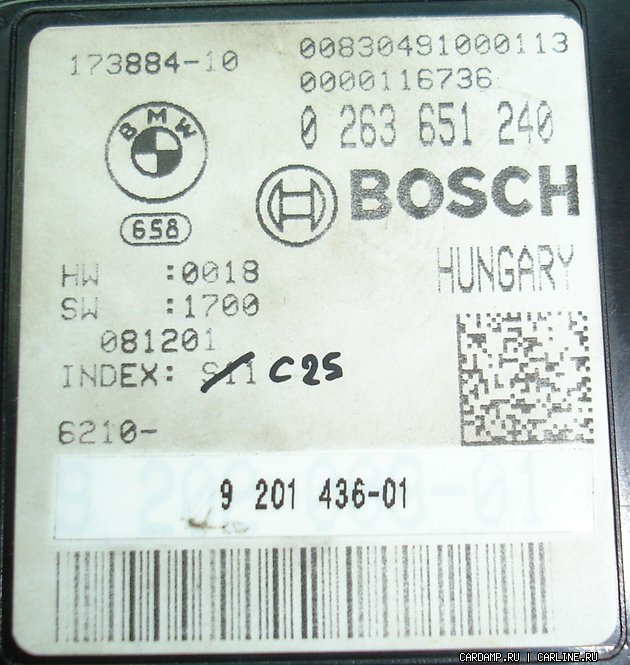 173884-10
00830491000113
0000116736
0 263 651 240
BMW
BOSCH
658
HUNGARY
HW :0018
SW :1700
081201
INDEX: S11 C25
6210-
9 201 436-01
CARDAMP.RU | CARLINE.RU